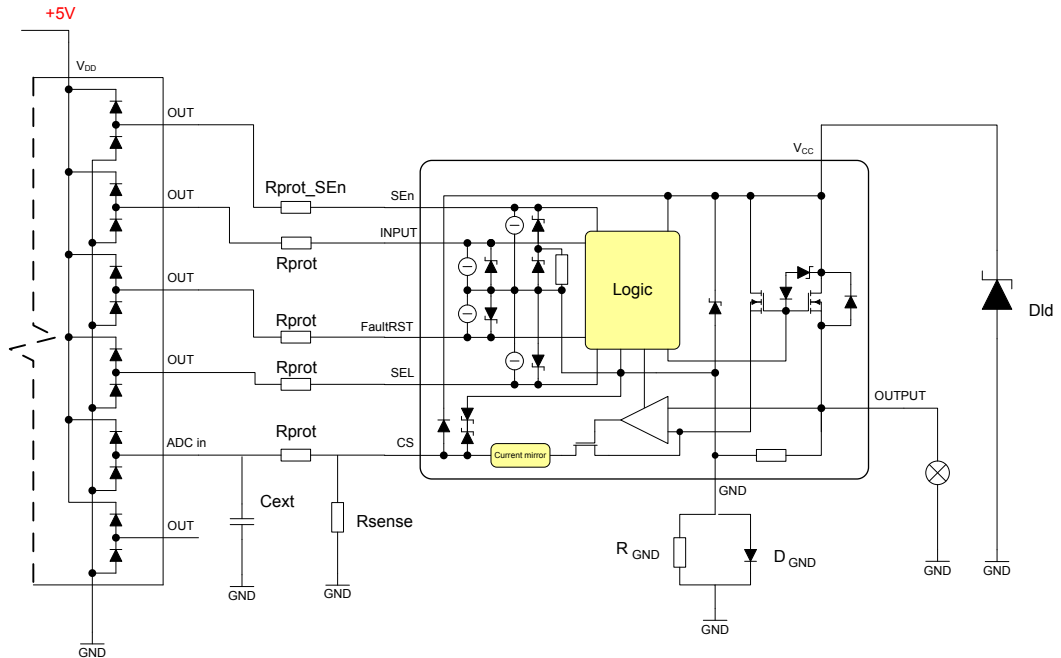 +5V
VDD
OUT
VCC
Rprot_SEn
SEn
OUT
INPUT
Rprot
Logic
OUT
Dld
Rprot
FaultRST
OUT
Rprot
SEL
OUTPUT
Rprot
ADC in
CS
Current mirror
GND
Cext
Rsense
OUT
R GND
D GND
GND
GND
GND
GND
GND
GND